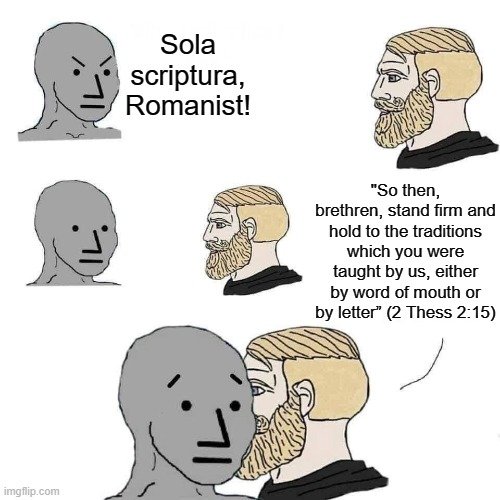 Sola
scriptura,
Romanist!
"So then,
brethren, stand firm and
hold to the traditions
which you were
taught by us, either
by word of mouth or
by letter” (2 Thess 2:15)
imgflip.com